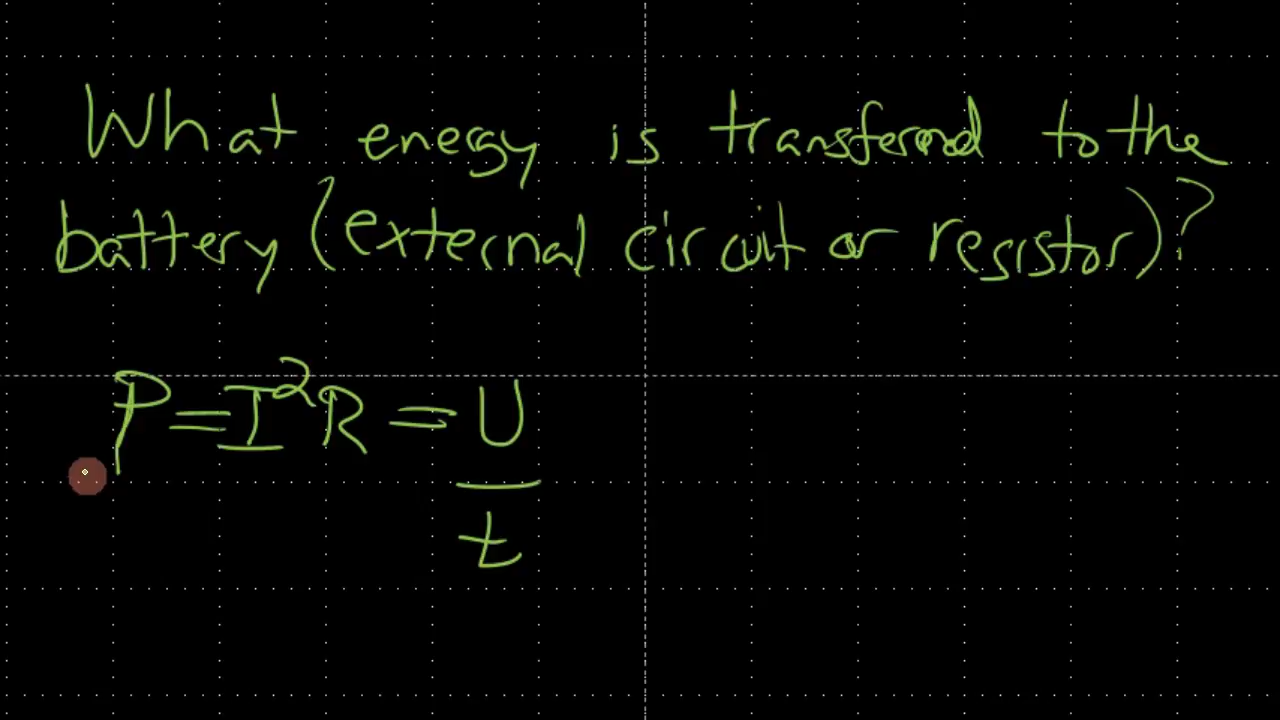 What energy is transferred to the
battery (external circuit or resistor)?
P = I²R = U
t